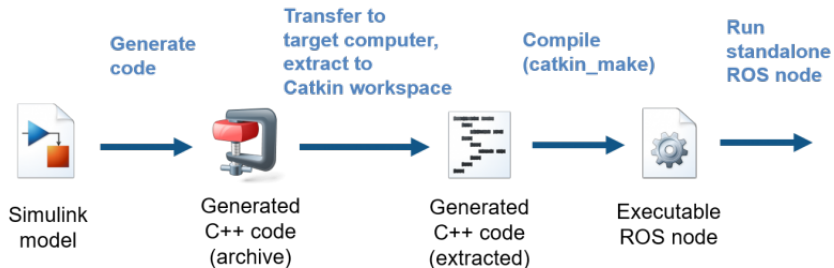 Generate
code
Transfer to
target computer,
extract to
Catkin workspace
Compile
(catkin_make)
Run
standalone
ROS node
Simulink
model
Generated
C++ code
(archive)
Generated
C++ code
(extracted)
Executable
ROS node